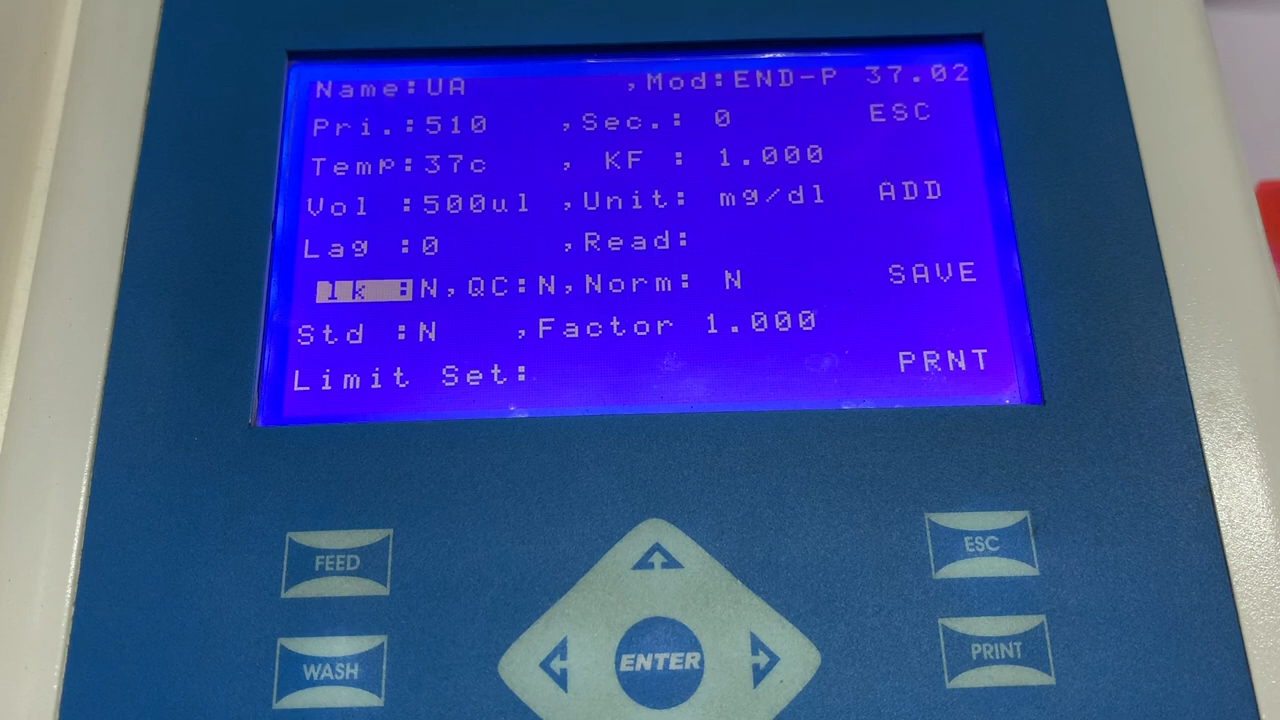 Name:UA ,Mod:END-P 37.02
Pri.:510 ,Sec.: 0 ESC
Temp:37c , KF : 1.000
Vol :500ul ,Unit: mg/dl ADD
Lag :0 ,Read:
lk :N,QC:N,Norm: N SAVE
Std :N ,Factor 1.000
Limit Set: PRNT
FEED
ESC
WASH
ENTER
PRINT